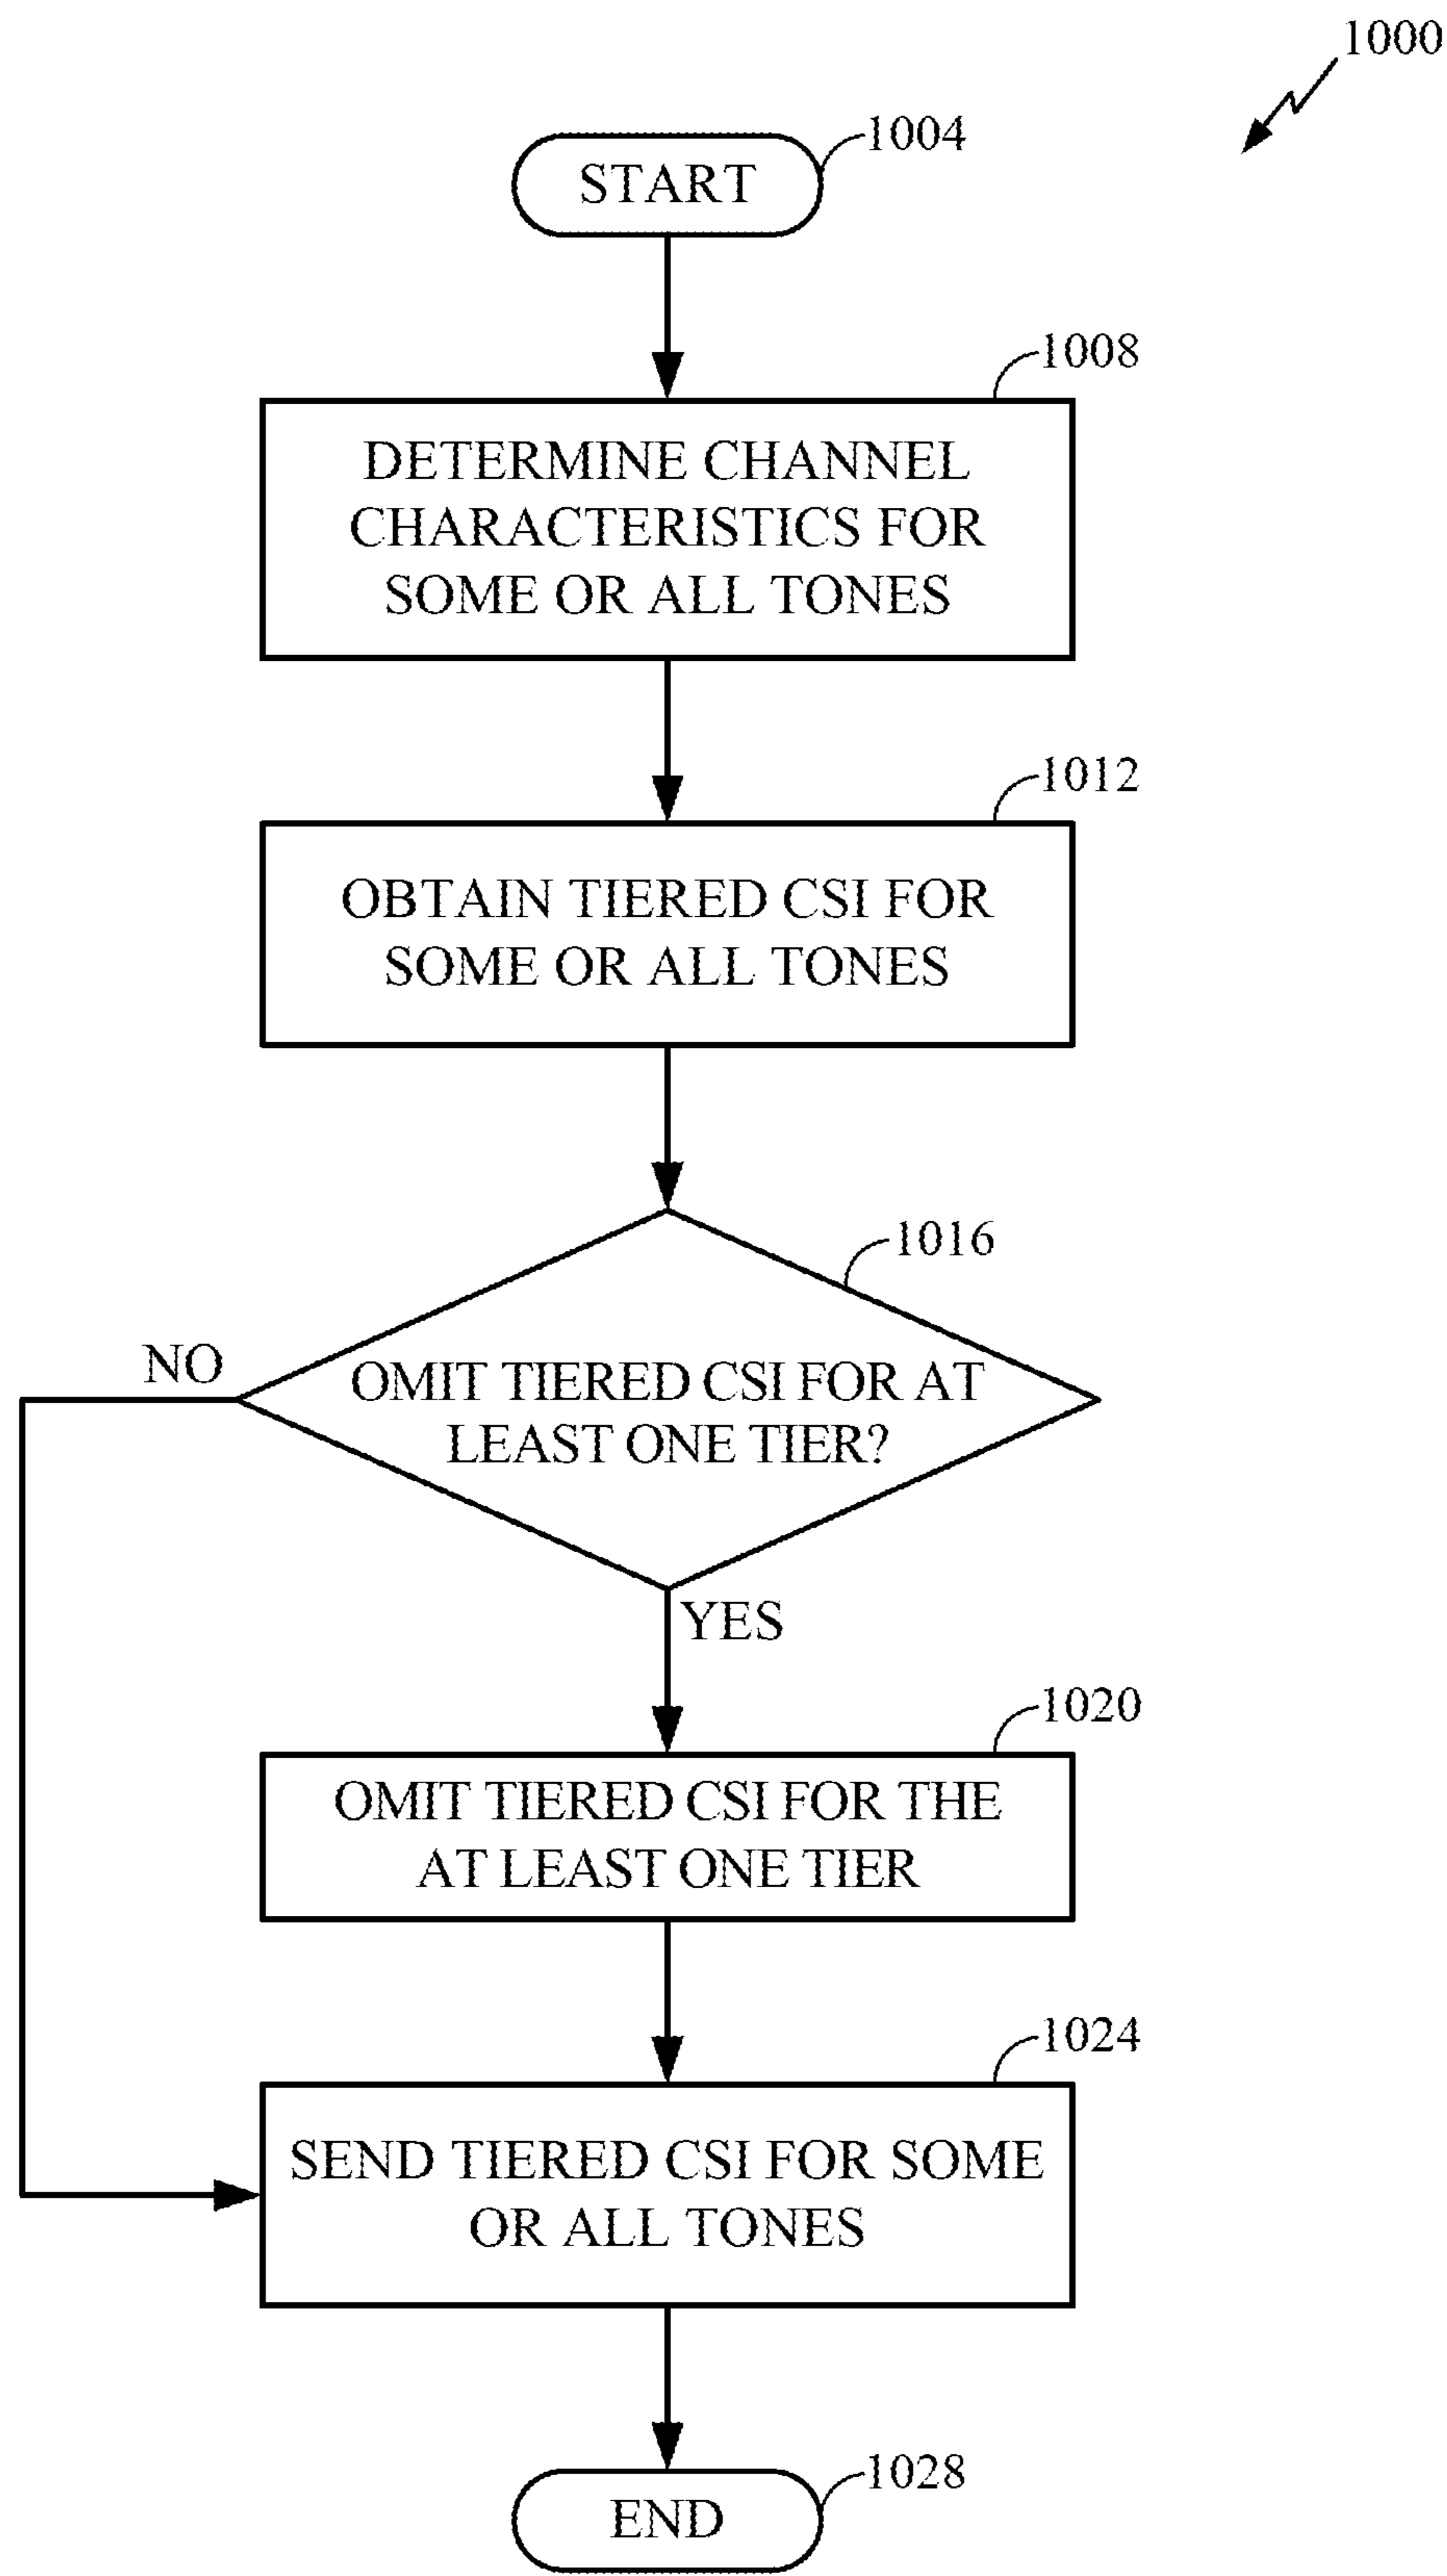 1000
1004
START
1008
DETERMINE CHANNEL
CHARACTERISTICS FOR
SOME OR ALL TONES
1012
OBTAIN TIERED CSI FOR
SOME OR ALL TONES
1016
NO
OMIT TIERED CSI FOR AT
LEAST ONE TIER?
YES
1020
OMIT TIERED CSI FOR THE
AT LEAST ONE TIER
1024
SEND TIERED CSI FOR SOME
OR ALL TONES
1028
END